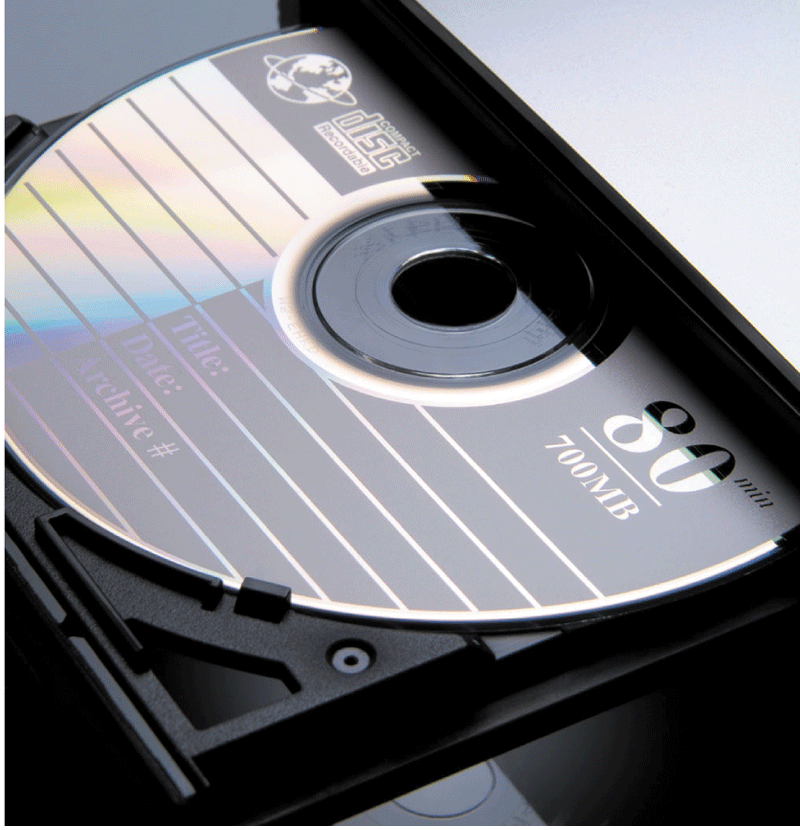 COMPACT
disc
Recordable
Title:
Date:
Archive #
80 min
700MB